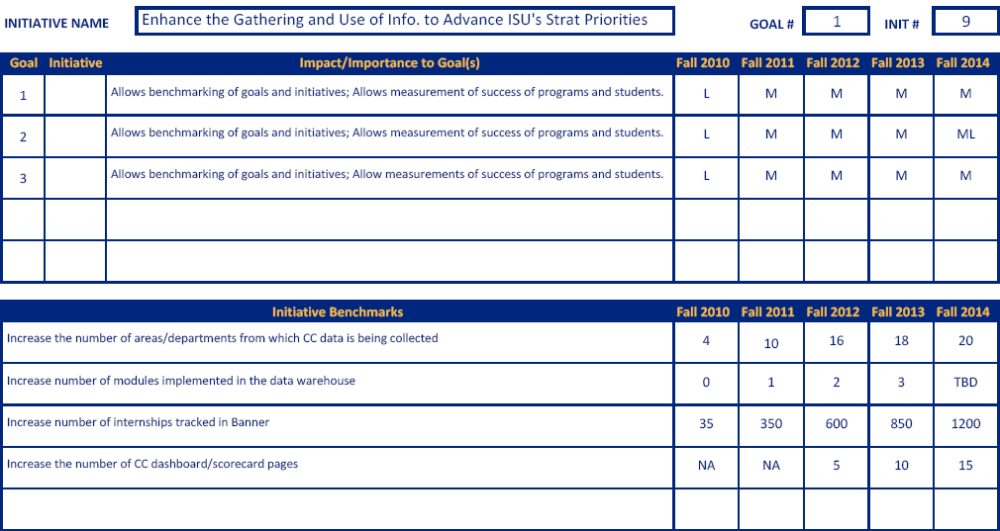 INITIATIVE NAME Enhance the Gathering and Use of Info. to Advance ISU's Strat Priorities GOAL # 1 INIT # 9
Goal Initiative Impact/Importance to Goal(s) Fall 2010 Fall 2011 Fall 2012 Fall 2013 Fall 2014
1 Allows benchmarking of goals and initiatives; Allows measurement of success of programs and students. L M M M M
2 Allows benchmarking of goals and initiatives; Allows measurement of success of programs and students. L M M M ML
3 Allows benchmarking of goals and initiatives; Allow measurements of success of programs and students. L M M M M
Initiative Benchmarks Fall 2010 Fall 2011 Fall 2012 Fall 2013 Fall 2014
Increase the number of areas/departments from which CC data is being collected 4 10 16 18 20
Increase number of modules implemented in the data warehouse 0 1 2 3 TBD
Increase number of internships tracked in Banner 35 350 600 850 1200
Increase the number of CC dashboard/scorecard pages NA NA 5 10 15